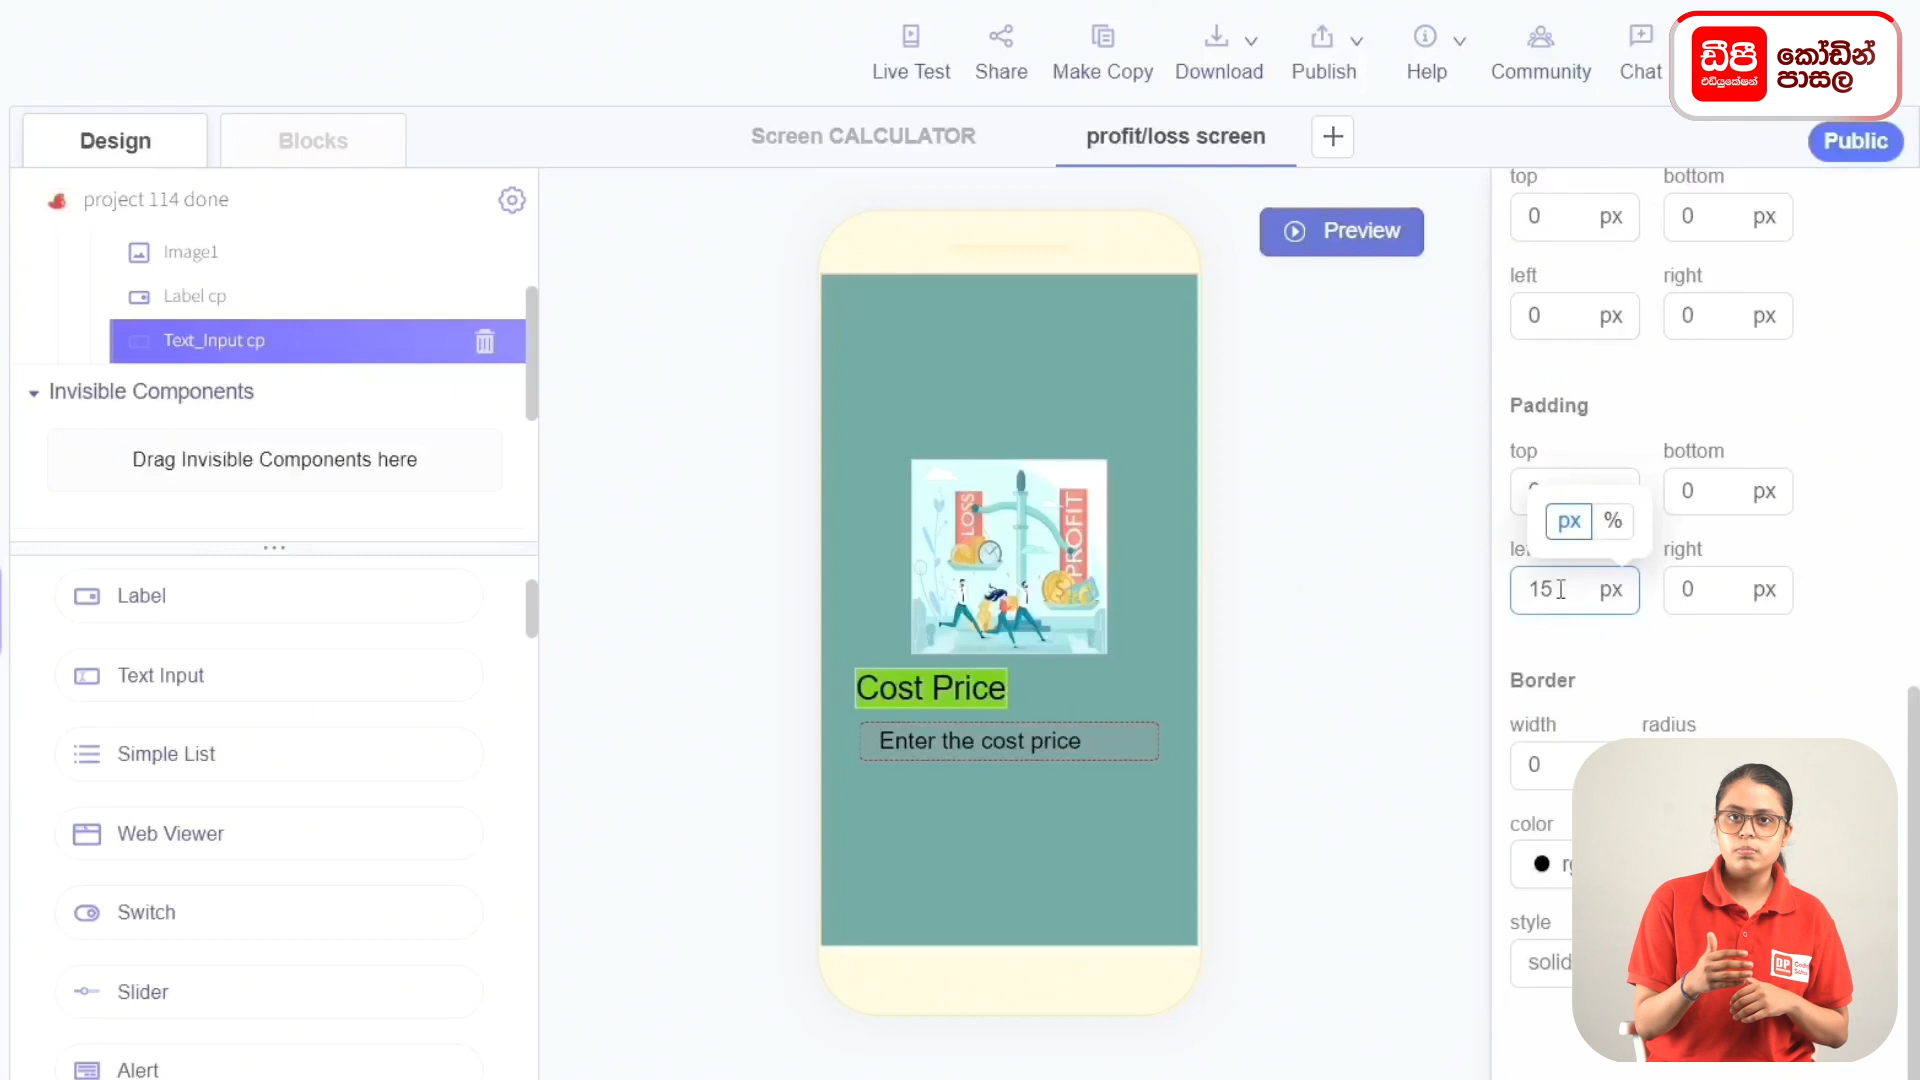 Live Test
Share
Make Copy
Download
Publish
Help
Community
Chat
ඩීපී
එඩියුකේෂන්
කෝඩින්
පාසල
Design
Blocks
Screen CALCULATOR
profit/loss screen
Public
project 114 done
Image1
Label cp
Text_Input cp
Invisible Components
Drag Invisible Components here
Label
Text Input
Simple List
Web Viewer
Switch
Slider
Alert
Preview
LOSS
PROFIT
Cost Price
Enter the cost price
top
bottom
0 px
0 px
left
right
0 px
0 px
Padding
top
bottom
0 px
px %
right
15 px
0 px
Border
width
radius
0
color
style
solid
DP